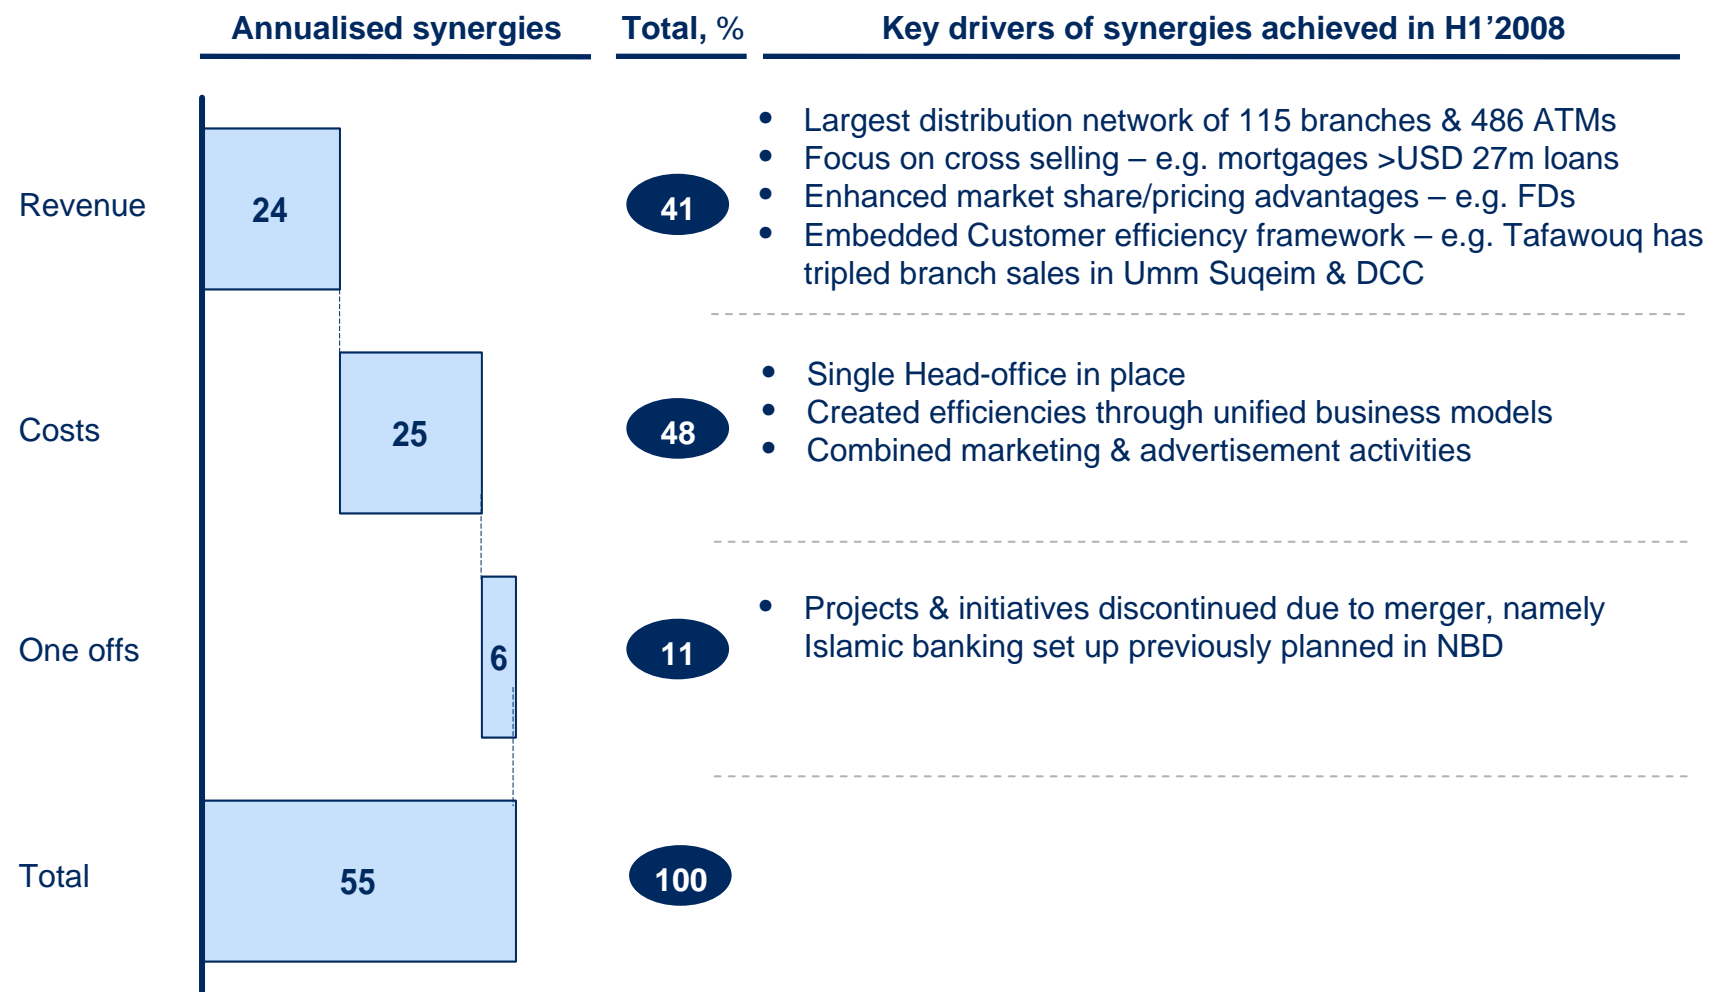 Annualised synergies
Total, %
Key drivers of synergies achieved in H1’2008
Revenue
24
41
• Largest distribution network of 115 branches & 486 ATMs
• Focus on cross selling – e.g. mortgages >USD 27m loans
• Enhanced market share/pricing advantages – e.g. FDs
• Embedded Customer efficiency framework – e.g. Tafawouq has
tripled branch sales in Umm Suqeim & DCC
Costs
25
48
• Single Head-office in place
• Created efficiencies through unified business models
• Combined marketing & advertisement activities
One offs
6
11
• Projects & initiatives discontinued due to merger, namely
Islamic banking set up previously planned in NBD
Total
55
100